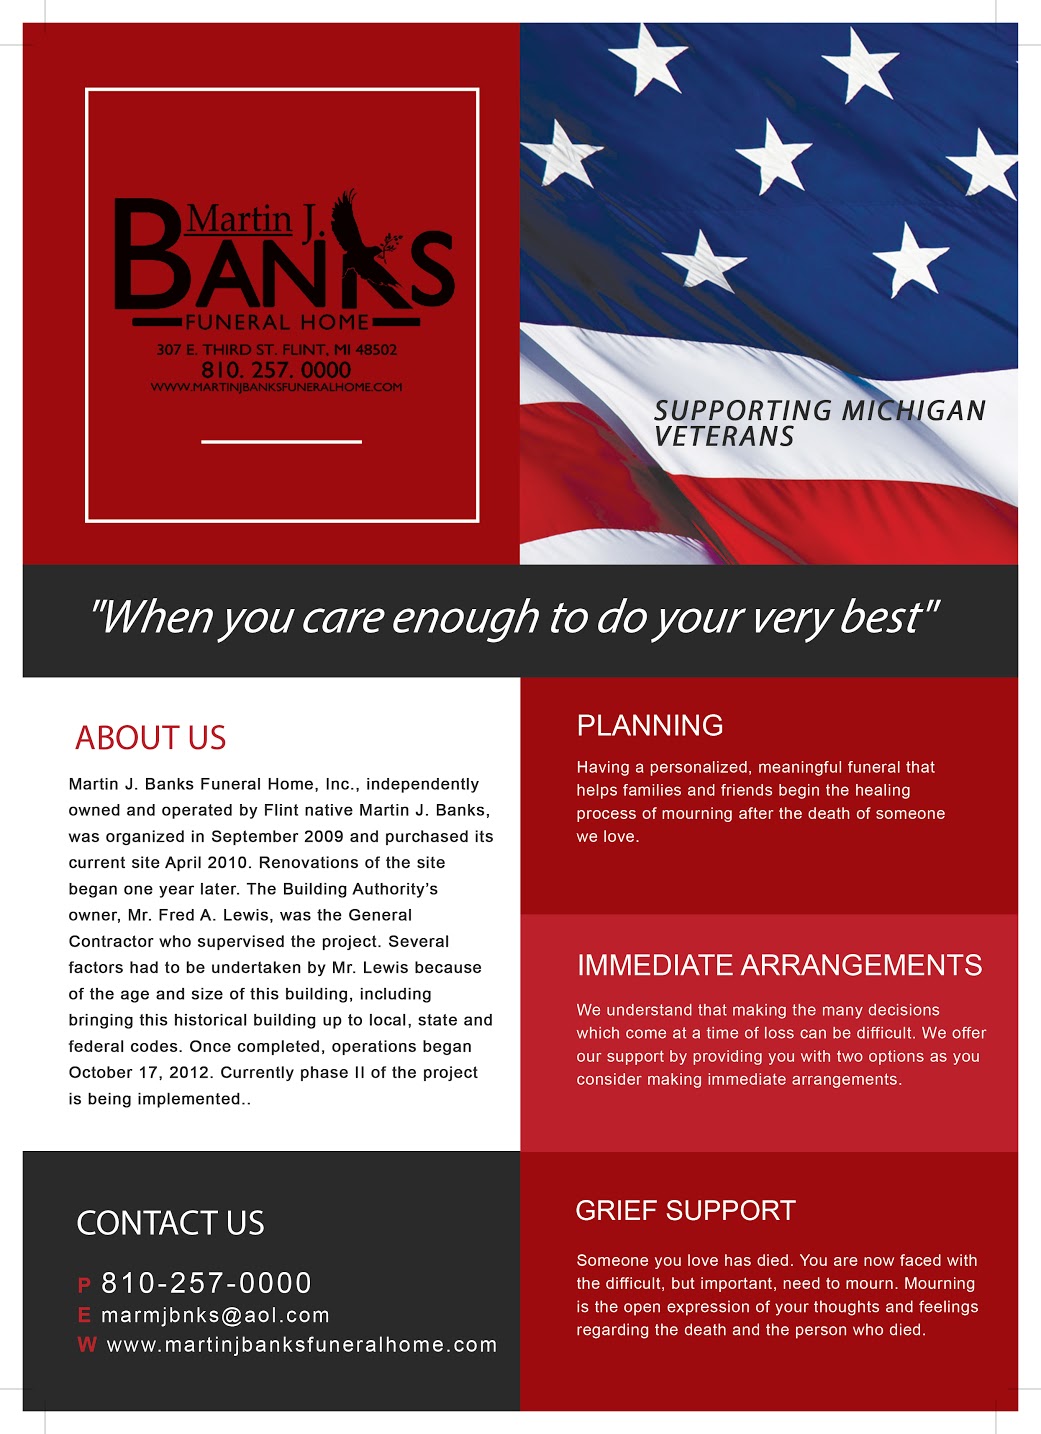 Martin J.
BANKS
FUNERAL HOME
307 E. THIRD ST. FLINT, MI 48502
810. 257. 0000
WWW.MARTINJBANKSFUNERALHOME.COM
SUPPORTING MICHIGAN
VETERANS
"When you care enough to do your very best"
ABOUT US
Martin J. Banks Funeral Home, Inc., independently
owned and operated by Flint native Martin J. Banks,
was organized in September 2009 and purchased its
current site April 2010. Renovations of the site
began one year later. The Building Authority’s
owner, Mr. Fred A. Lewis, was the General
Contractor who supervised the project. Several
factors had to be undertaken by Mr. Lewis because
of the age and size of this building, including
bringing this historical building up to local, state and
federal codes. Once completed, operations began
October 17, 2012. Currently phase II of the project
is being implemented..
PLANNING
Having a personalized, meaningful funeral that
helps families and friends begin the healing
process of mourning after the death of someone
we love.
IMMEDIATE ARRANGEMENTS
We understand that making the many decisions
which come at a time of loss can be difficult. We offer
our support by providing you with two options as you
consider making immediate arrangements.
CONTACT US
P 810-257-0000
E marmjbnks@aol.com
W www.martinjbanksfuneralhome.com
GRIEF SUPPORT
Someone you love has died. You are now faced with
the difficult, but important, need to mourn. Mourning
is the open expression of your thoughts and feelings
regarding the death and the person who died.